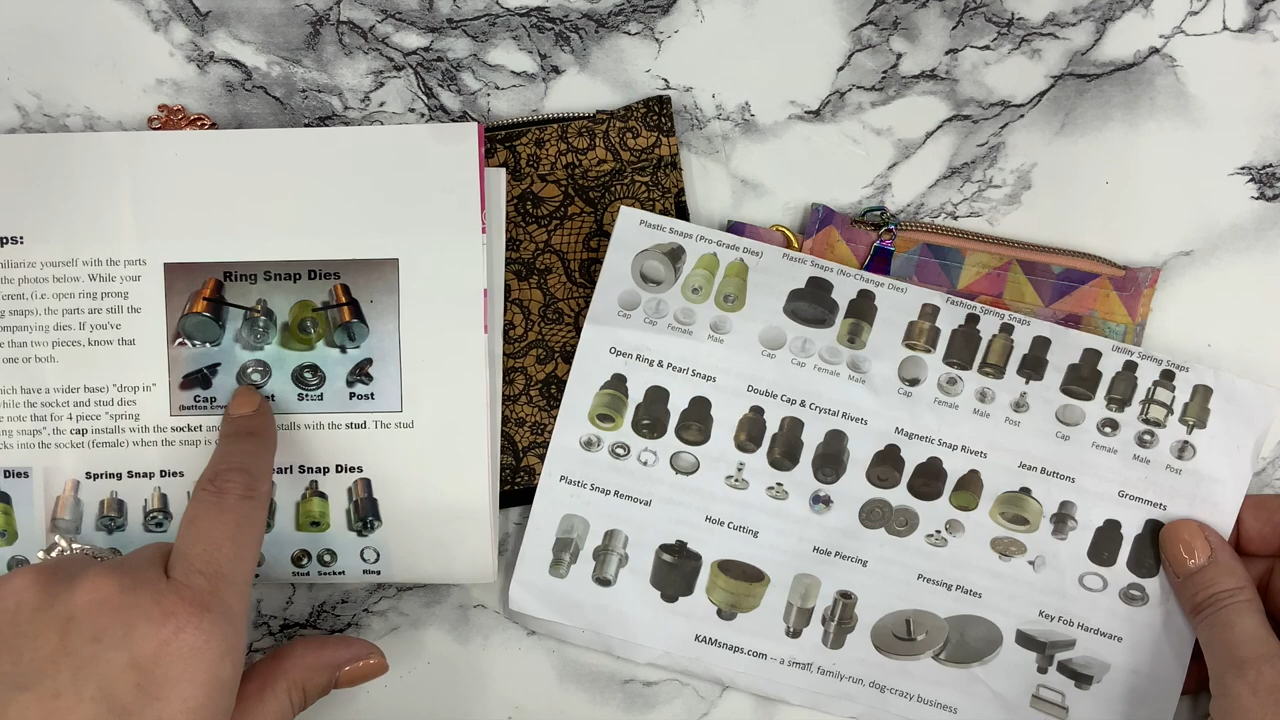 ps:
niliarize yourself with the parts
the photos below. While your
ferent, (i.e. open ring prong
g snaps), the parts are still the
ompanying dies. If you've
e than two pieces, know that
one or both.
hich have a wider base) "drop in"
while the socket and stud dies
e note that for 4 piece "spring
ing snaps", the cap installs with the socket and installs with the stud. The stud
cks into the socket (female) when the snap is
Ring Snap Dies
Cap et Stud Post
(button cove
Dies
Spring Snap Dies
earl Snap Dies
Stud Socket Ring
Plastic Snaps (Pro-Grade Dies)
Cap Cap Female Male
Plastic Snaps (No-Change Dies)
Cap Cap Female Male
Fashion Spring Snaps
Cap Female Male Post
Utility Spring Snaps
Cap Female Male Post
Open Ring & Pearl Snaps
Double Cap & Crystal Rivets
Magnetic Snap Rivets
Jean Buttons
Grommets
Plastic Snap Removal
Hole Cutting
Hole Piercing
Pressing Plates
Key Fob Hardware
KAMsnaps.com -- a small, family-run, dog-crazy business